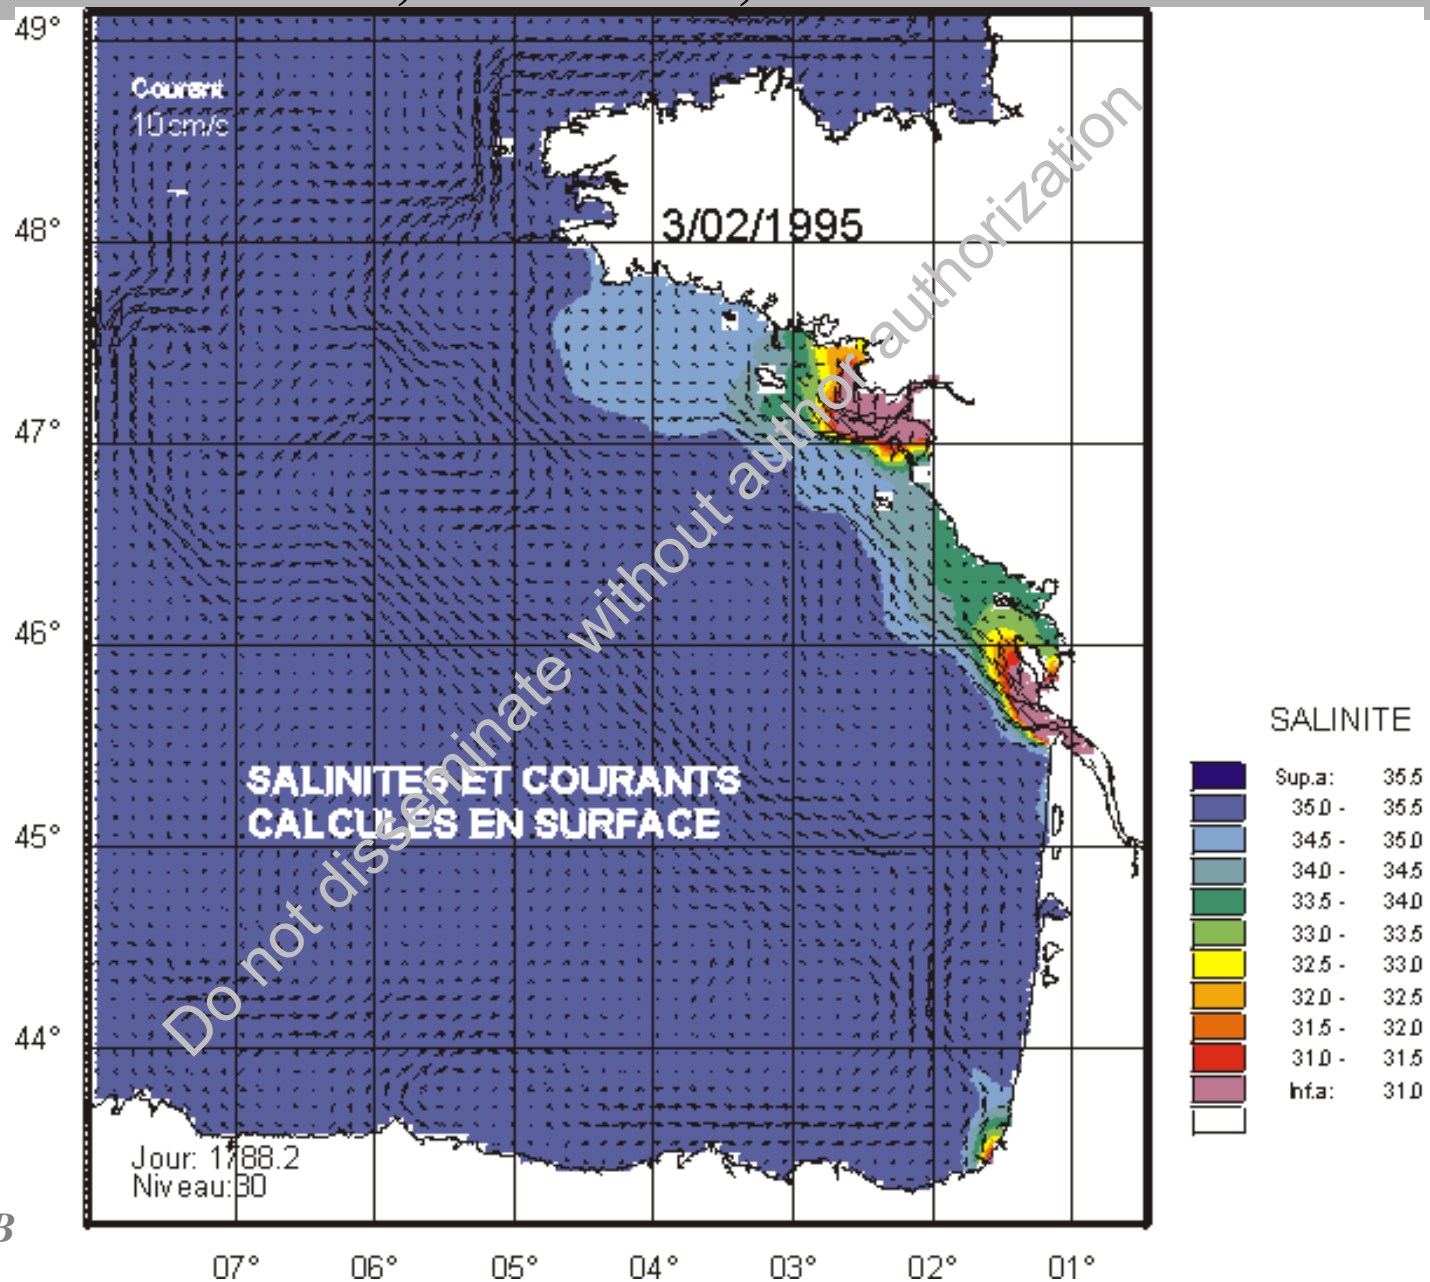 49°
Courant
10 cm/s
3/02/1995
48°
47°
46°
SALINITES ET COURANTS
CALCULES EN SURFACE
45°
44°
Jour: 1788.2
Niveau:30
07° 06° 05° 04° 03° 02° 01°
SALINITE
Sup.a: 35.5
35.0 - 35.5
34.5 - 35.0
34.0 - 34.5
33.5 - 34.0
33.0 - 33.5
32.5 - 33.0
32.0 - 32.5
31.5 - 32.0
31.0 - 31.5
Inf.a: 31.0
B
Do not disseminate without author authorization